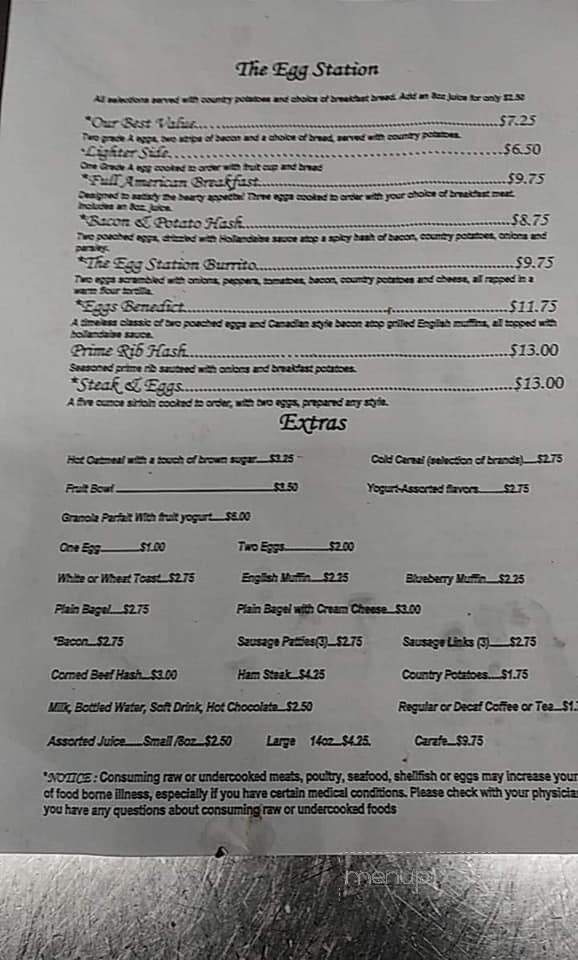 The Egg Station
All selections served with country potatoes and choice of breakfast bread. Add an 8oz juice for only $2.50
*Our Best Value...$7.25
Two grade A eggs, two strips of bacon and a choice of bread, served with country potatoes.
*Lighter Side...$6.50
One Grade A egg cooked to order with fruit cup and bread
*Full American Breakfast...$9.75
Designed to satisfy the hearty appetite! Three eggs cooked to order with your choice of breakfast meat.
Includes an 8oz. juice.
*Bacon & Potato Hash...$8.75
Two poached eggs, drizzled with Hollandaise sauce atop a spicy hash of bacon, country potatoes, onions and
parsley.
*The Egg Station Burrito...$9.75
Two eggs scrambled with onions, peppers, tomatoes, bacon, country potatoes and cheese, all rapped in a
warm flour tortilla.
*Eggs Benedict...$11.75
A timeless classic of two poached eggs and Canadian style bacon atop grilled English muffins, all topped with
hollandaise sauce.
Prime Rib Hash...$13.00
Seasoned prime rib sauteed with onions and breakfast potatoes.
*Steak & Eggs...$13.00
A five ounce sirloin cooked to order, with two eggs, prepared any style.
Extras
Hot Oatmeal with a touch of brown sugar....$3.25 Cold Cereal (selection of brands)....$2.75
Fruit Bowl ...$3.50 Yogurt-Assorted flavors.........$2.75
Granola Parfait With fruit yogurt....$5.00
One Egg............$1.00 Two Eggs.............$2.00
White or Wheat Toast...$2.75 English Muffin....$2.25 Blueberry Muffin....$2.25
Plain Bagel....$2.75 Plain Bagel with Cream Cheese...$3.00
*Bacon...$2.75 Sausage Patties(3)...$2.75 Sausage Links (3).......$2.75
Corned Beef Hash...$3.00 Ham Steak...$4.25 Country Potatoes....$1.75
Milk, Bottled Water, Soft Drink, Hot Chocolate...$2.50 Regular or Decaf Coffee or Tea...$1.
Assorted Juice......Small /8oz...$2.50 Large 14oz....$4.25. Carafe...$9.75
*NOTICE : Consuming raw or undercooked meats, poultry, seafood, shellfish or eggs may increase your
of food borne illness, especially if you have certain medical conditions. Please check with your physicia
you have any questions about consuming raw or undercooked foods
menupix